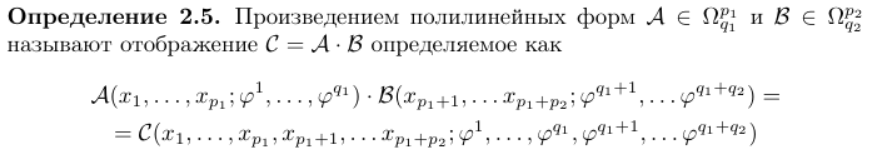 Определение 2.5. Произведением полилинейных форм 𝒜 ∈ Ω^{p_1}_{q_1} и ℬ ∈ Ω^{p_2}_{q_2}
называют отображение 𝒞 = 𝒜 · ℬ определяемое как
𝒜(x_1, . . . , x_{p_1}; φ^1, . . . , φ^{q_1}) · ℬ(x_{p_1+1}, . . . x_{p_1+p_2}; φ^{q_1+1}, . . . φ^{q_1+q_2}) =
= 𝒞(x_1, . . . , x_{p_1}, x_{p_1+1}, . . . x_{p_1+p_2}; φ^1, . . . , φ^{q_1}, φ^{q_1+1}, . . . φ^{q_1+q_2})